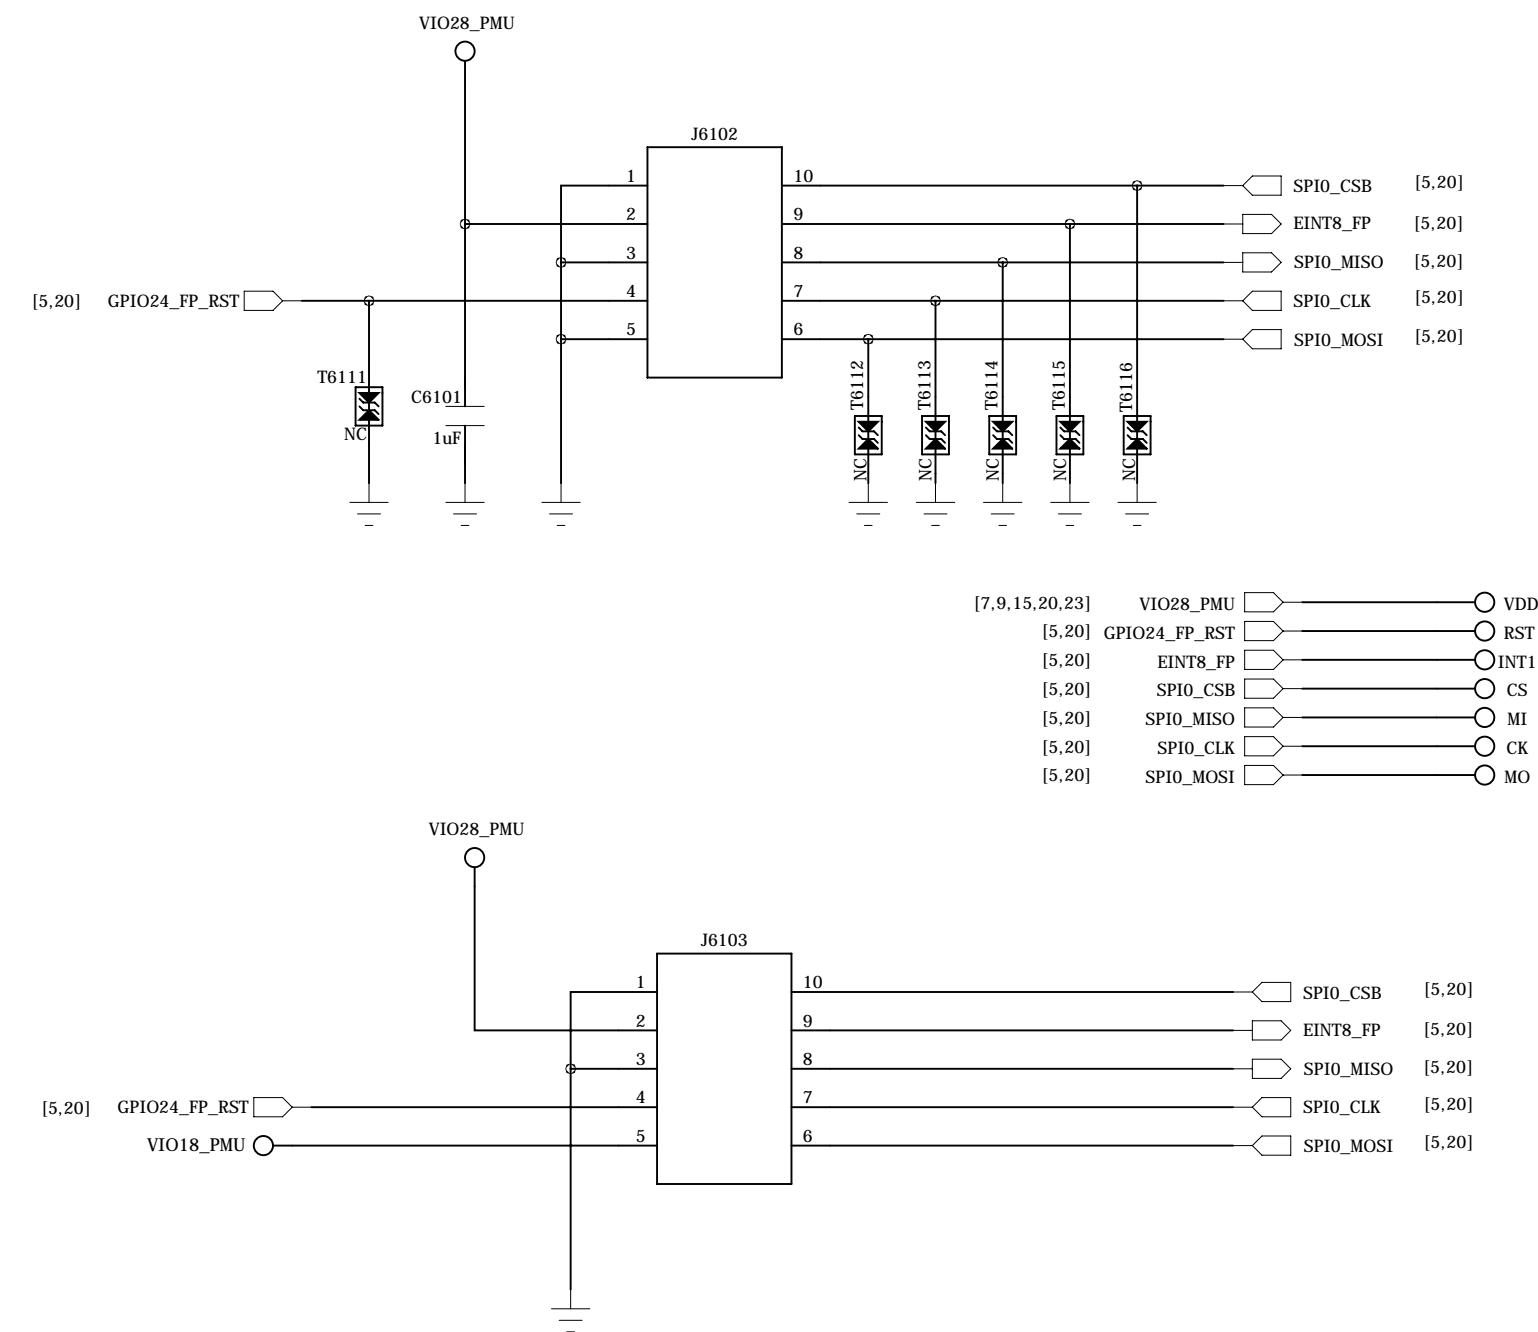 VIO28_PMU
J6102
1 10 SPI0_CSB [5,20]
2 9 EINT8_FP [5,20]
3 8 SPI0_MISO [5,20]
[5,20] GPIO24_FP_RST 4 7 SPI0_CLK [5,20]
5 6 SPI0_MOSI [5,20]
T6111
NC
C6101
1uF
T6112
NC
T6113
NC
T6114
NC
T6115
NC
T6116
NC
[7,9,15,20,23] VIO28_PMU VDD
[5,20] GPIO24_FP_RST RST
[5,20] EINT8_FP INT1
[5,20] SPI0_CSB CS
[5,20] SPI0_MISO MI
[5,20] SPI0_CLK CK
[5,20] SPI0_MOSI MO
VIO28_PMU
J6103
1 10 SPI0_CSB [5,20]
2 9 EINT8_FP [5,20]
3 8 SPI0_MISO [5,20]
[5,20] GPIO24_FP_RST 4 7 SPI0_CLK [5,20]
VIO18_PMU 5 6 SPI0_MOSI [5,20]